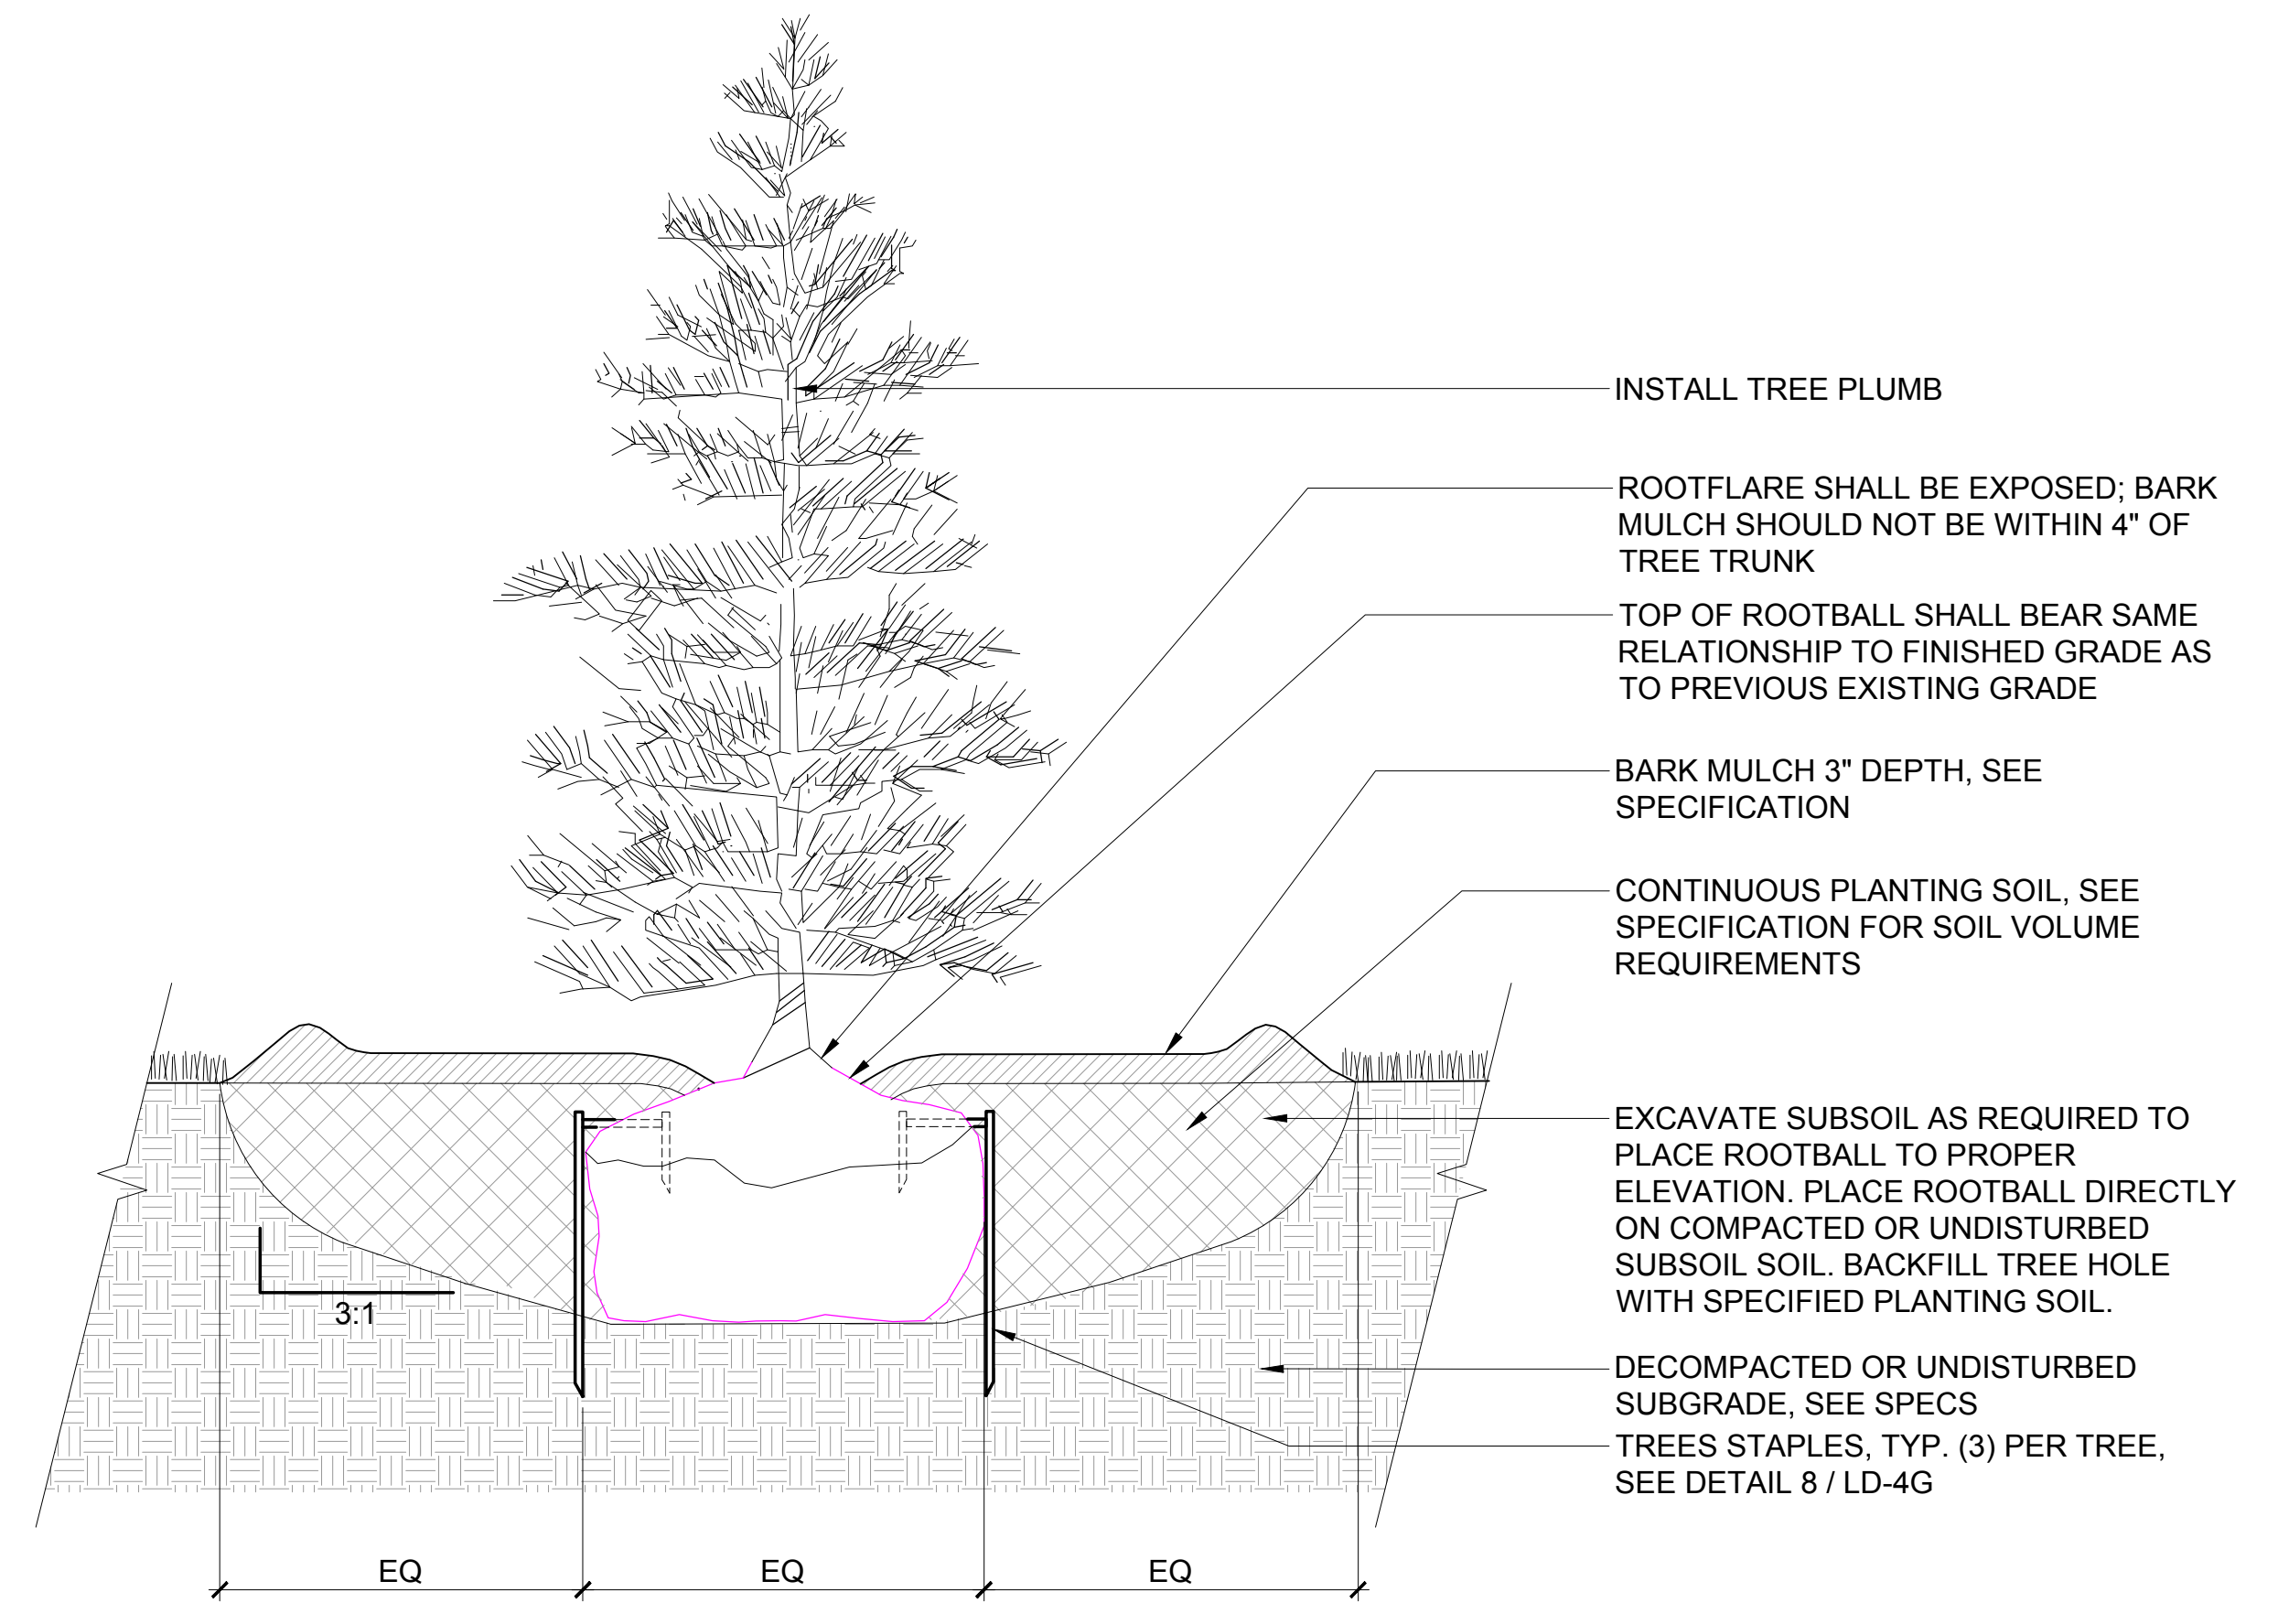 INSTALL TREE PLUMB
ROOTFLARE SHALL BE EXPOSED; BARK
MULCH SHOULD NOT BE WITHIN 4" OF
TREE TRUNK
TOP OF ROOTBALL SHALL BEAR SAME
RELATIONSHIP TO FINISHED GRADE AS
TO PREVIOUS EXISTING GRADE
BARK MULCH 3" DEPTH, SEE
SPECIFICATION
CONTINUOUS PLANTING SOIL, SEE
SPECIFICATION FOR SOIL VOLUME
REQUIREMENTS
EXCAVATE SUBSOIL AS REQUIRED TO
PLACE ROOTBALL TO PROPER
ELEVATION. PLACE ROOTBALL DIRECTLY
ON COMPACTED OR UNDISTURBED
SUBSOIL SOIL. BACKFILL TREE HOLE
WITH SPECIFIED PLANTING SOIL.
3:1
DECOMPACTED OR UNDISTURBED
SUBGRADE, SEE SPECS
TREES STAPLES, TYP. (3) PER TREE,
SEE DETAIL 8 / LD-4G
EQ
EQ
EQ